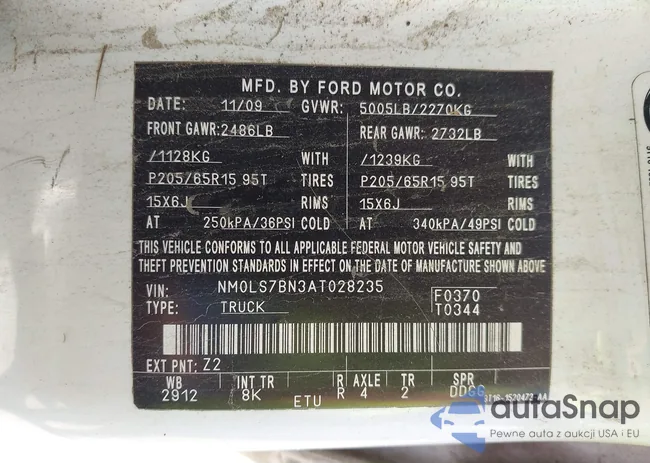 MFD. BY FORD MOTOR CO.
DATE: 11/09 GVWR: 5005LB/2270KG
FRONT GAWR: 2486LB REAR GAWR: 2732LB
/1128KG WITH /1239KG WITH
P205/65R15 95T TIRES P205/65R15 95T TIRES
15X6J RIMS 15X6J RIMS
AT 250kPA/36PSI COLD AT 340kPA/49PSI COLD
THIS VEHICLE CONFORMS TO ALL APPLICABLE FEDERAL MOTOR VEHICLE SAFETY AND
THEFT PREVENTION STANDARDS IN EFFECT ON THE DATE OF MANUFACTURE SHOWN ABOVE
VIN: NM0LS7BN3AT028235 F0370
TYPE: TRUCK T0344
EXT PNT: Z2
WB INT TR R AXLE TR SPR
2912 8K R 4 2 DDGG
ETU
autaSnap
Pewne auta z aukcji USA i EU